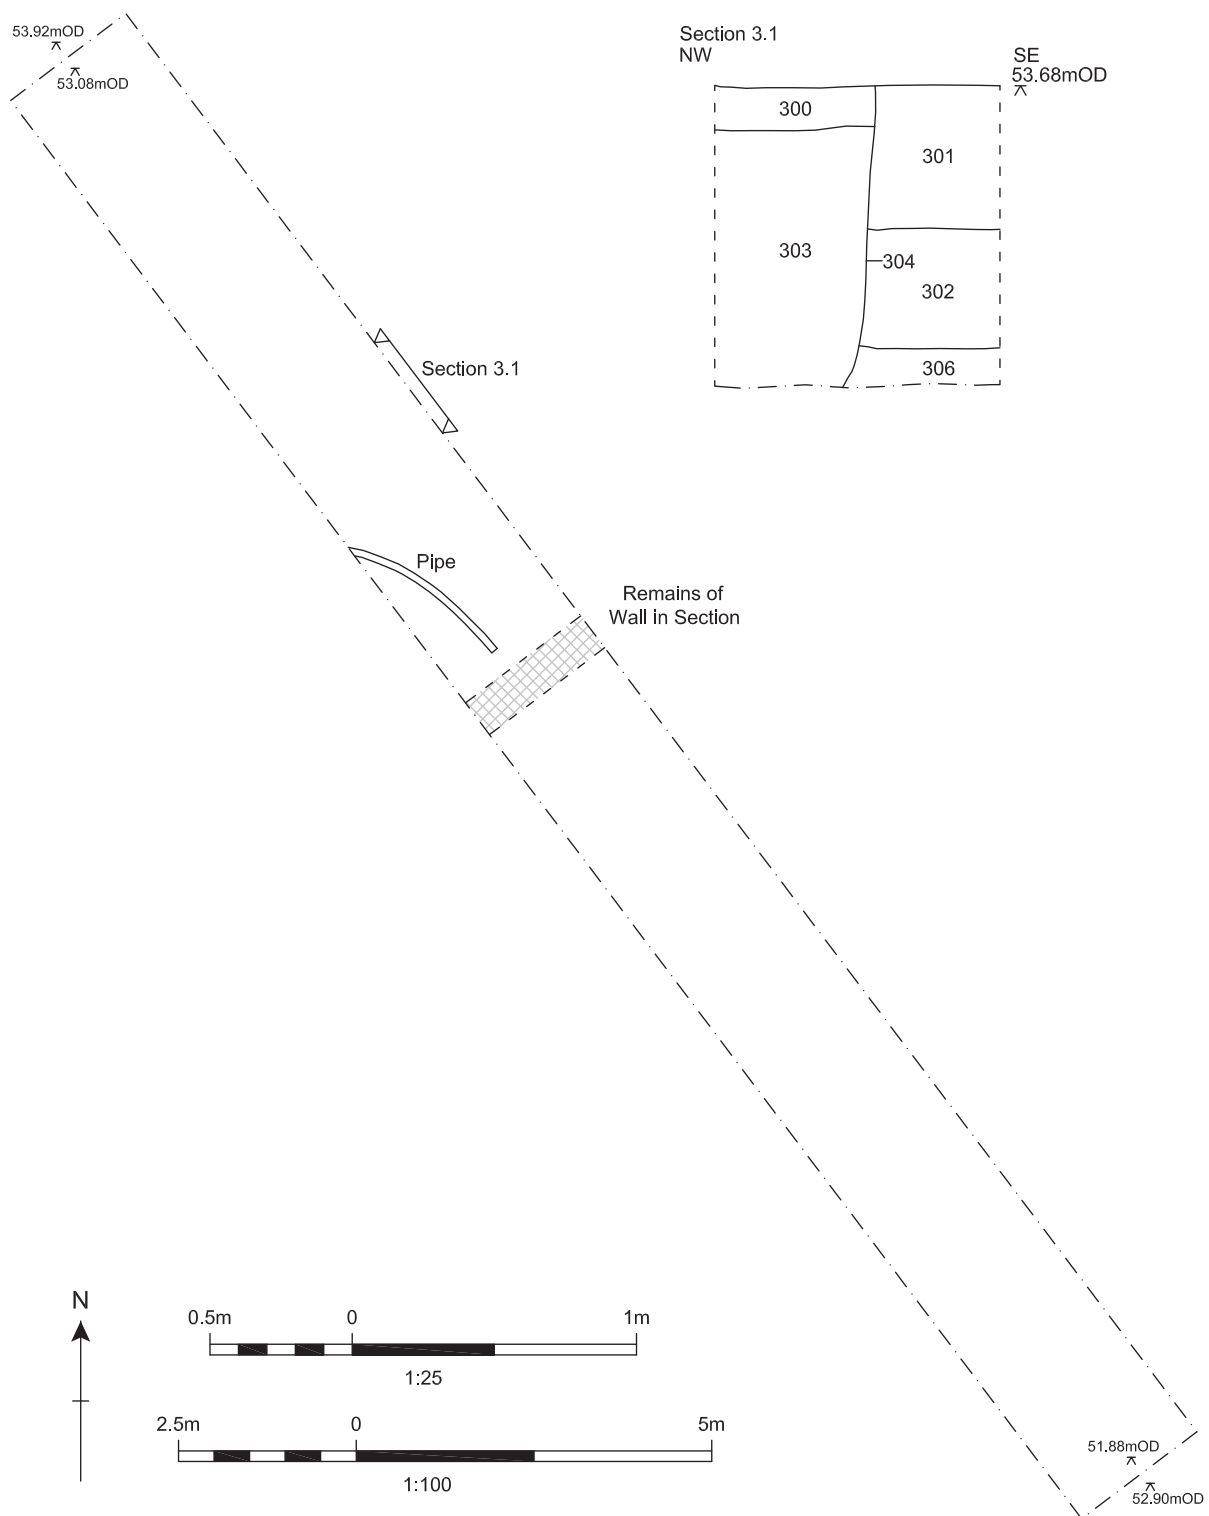 53.92mOD
53.08mOD
Section 3.1
NW
SE
53.68mOD
300
301
303
304
302
306
Section 3.1
Pipe
Remains of
Wall in Section
N
0.5m 0 1m
1:25
2.5m 0 5m
1:100
51.88mOD
52.90mOD